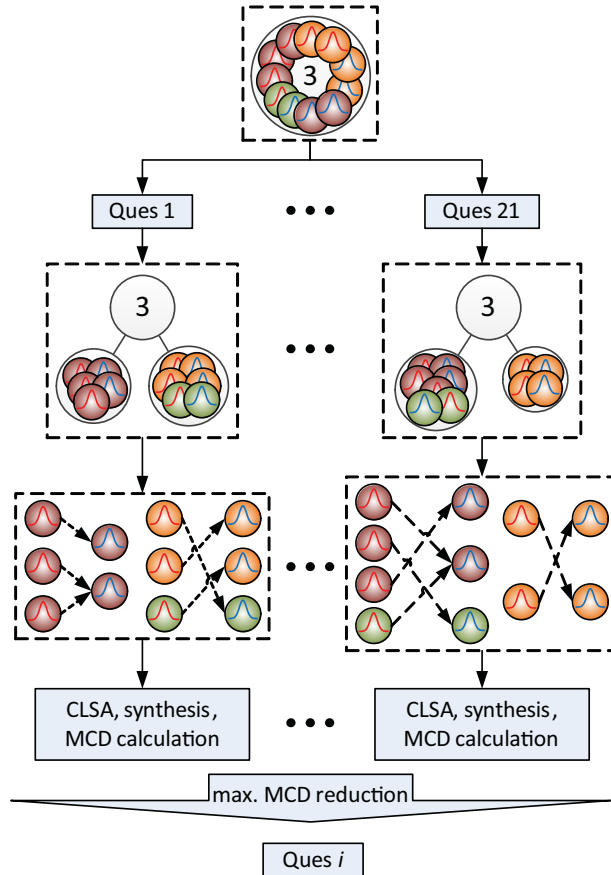 3
Ques 1
• • •
Ques 21
3
• • •
3
• • •
CLSA, synthesis,
MCD calculation
• • •
CLSA, synthesis,
MCD calculation
max. MCD reduction
Ques i